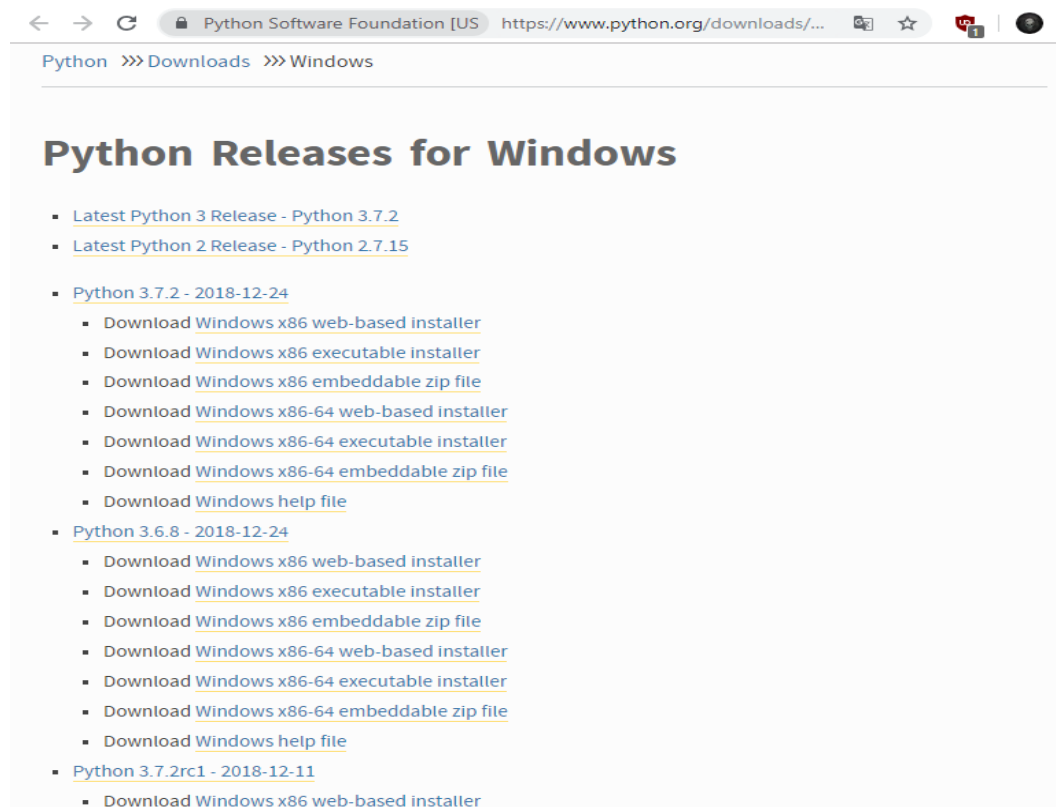 Python Software Foundation [US https://www.python.org/downloads/...
1
Python >>> Downloads >>> Windows
Python Releases for Windows
Latest Python 3 Release - Python 3.7.2
Latest Python 2 Release - Python 2.7.15
Python 3.7.2 - 2018-12-24
Download Windows x86 web-based installer
Download Windows x86 executable installer
Download Windows x86 embeddable zip file
Download Windows x86-64 web-based installer
Download Windows x86-64 executable installer
Download Windows x86-64 embeddable zip file
Download Windows help file
Python 3.6.8 - 2018-12-24
Download Windows x86 web-based installer
Download Windows x86 executable installer
Download Windows x86 embeddable zip file
Download Windows x86-64 web-based installer
Download Windows x86-64 executable installer
Download Windows x86-64 embeddable zip file
Download Windows help file
Python 3.7.2rc1 - 2018-12-11
Download Windows x86 web-based installer